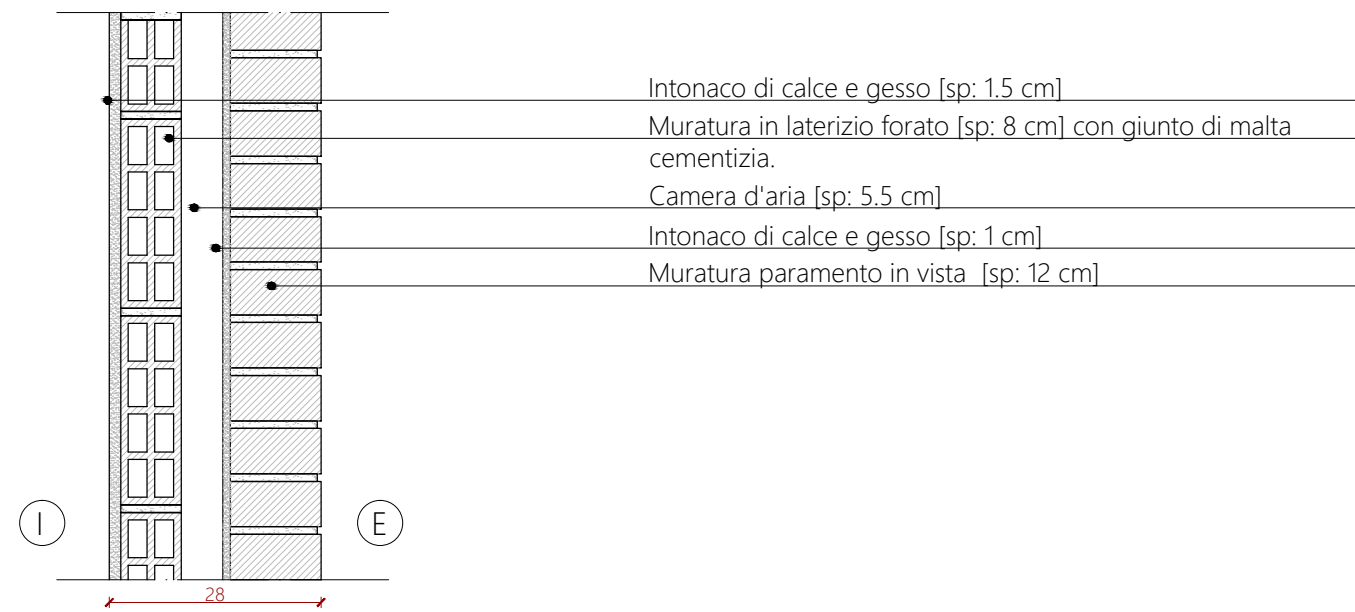 Intonaco di calce e gesso [sp: 1.5 cm]
Muratura in laterizio forato [sp: 8 cm] con giunto di malta
cementizia.
Camera d'aria [sp: 5.5 cm]
Intonaco di calce e gesso [sp: 1 cm]
Muratura paramento in vista [sp: 12 cm]
I
E
28